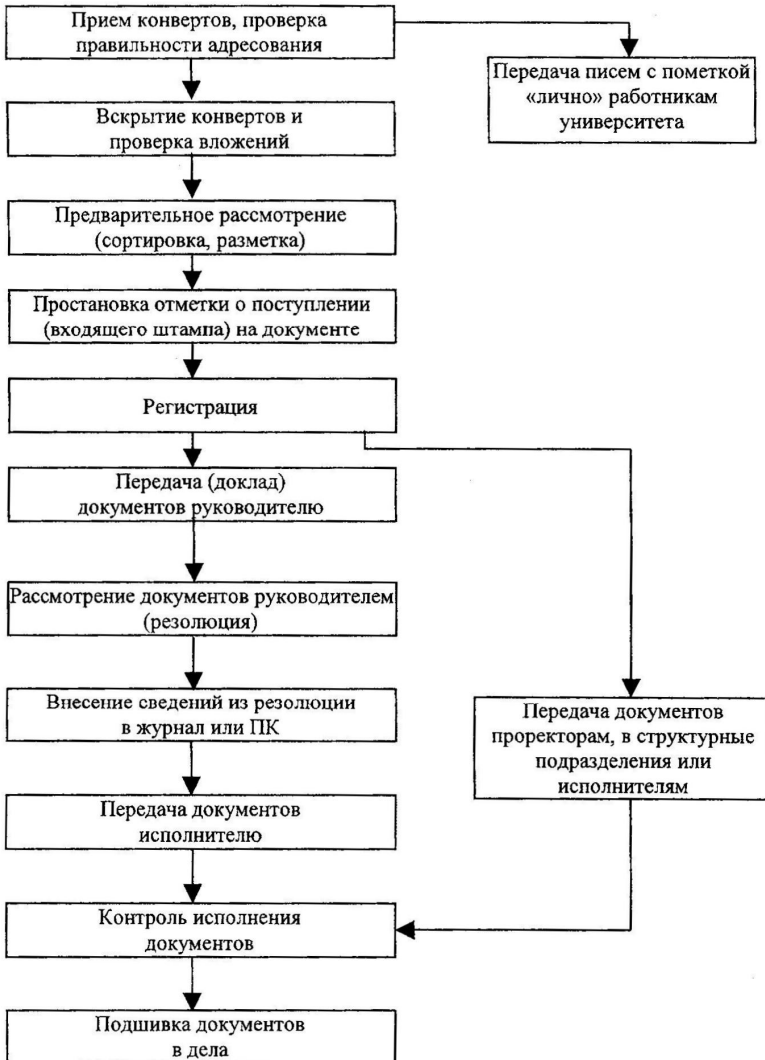 Прием конвертов, проверка
правильности адресования
Передача писем с пометкой
«лично» работникам
университета
Вскрытие конвертов и
проверка вложений
Предварительное рассмотрение
(сортировка, разметка)
Простановка отметки о поступлении
(входящего штампа) на документе
Регистрация
Передача (доклад)
документов руководителю
Рассмотрение документов руководителем
(резолюция)
Внесение сведений из резолюции
в журнал или ПК
Передача документов
проректорам, в структурные
подразделения или
исполнителям
Передача документов
исполнителю
Контроль исполнения
документов
Подшивка документов
в дела